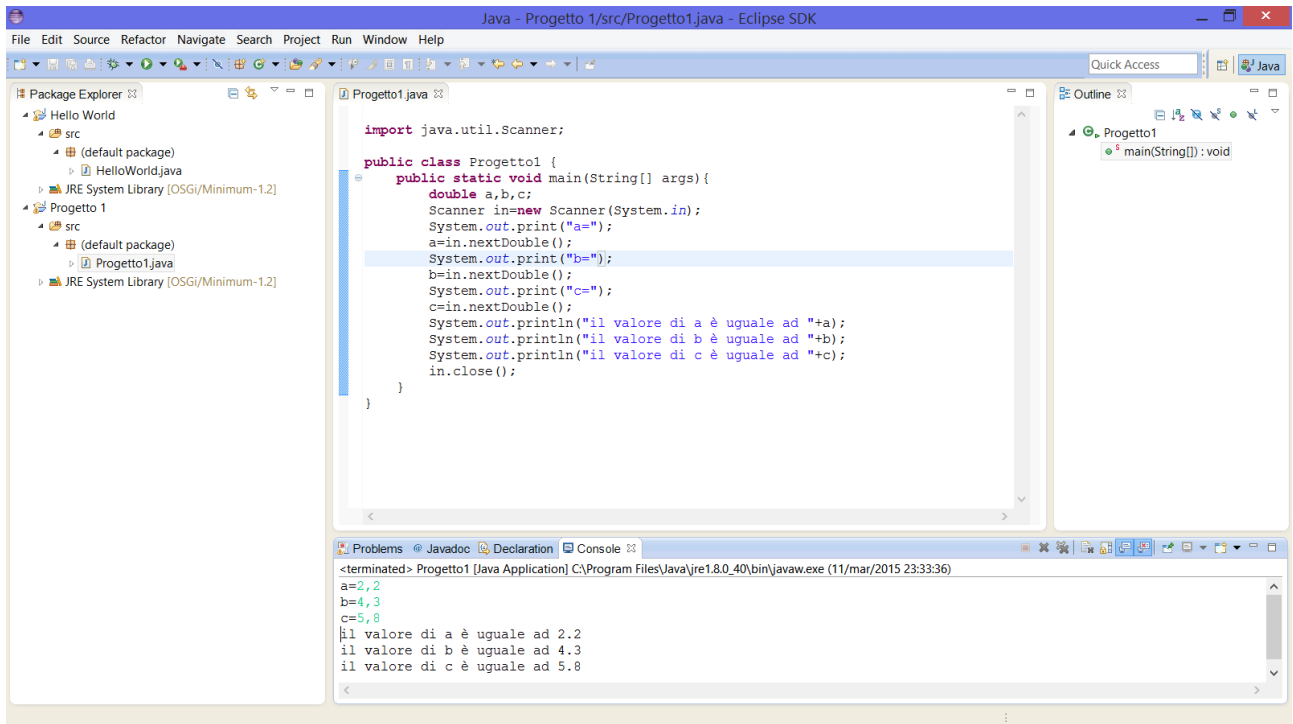 Java - Progetto 1/src/Progetto1.java - Eclipse SDK
File Edit Source Refactor Navigate Search Project Run Window Help
Quick Access
Java
Package Explorer
Hello World
src
(default package)
HelloWorld.java
JRE System Library [OSGi/Minimum-1.2]
Progetto 1
src
(default package)
Progetto1.java
JRE System Library [OSGi/Minimum-1.2]
Progetto1.java
import java.util.Scanner;
public class Progetto1 {
public static void main(String[] args){
double a,b,c;
Scanner in=new Scanner(System.in);
System.out.print("a=");
a=in.nextDouble();
System.out.print("b=");
b=in.nextDouble();
System.out.print("c=");
c=in.nextDouble();
System.out.println("il valore di a è uguale ad "+a);
System.out.println("il valore di b è uguale ad "+b);
System.out.println("il valore di c è uguale ad "+c);
in.close();
}
}
Outline
Progetto1
main(String[]) : void
Problems @ Javadoc Declaration Console
<terminated> Progetto1 [Java Application] C:\Program Files\Java\jre1.8.0_40\bin\javaw.exe (11/mar/2015 23:33:36)
a=2,2
b=4,3
c=5,8
il valore di a è uguale ad 2.2
il valore di b è uguale ad 4.3
il valore di c è uguale ad 5.8